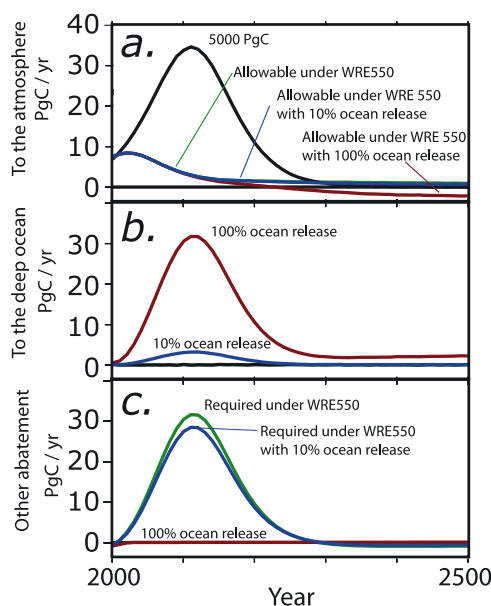 a.
To the atmosphere
PgC / yr
40
30
20
10
0
5000 PgC
Allowable under WRE550
Allowable under WRE 550
with 10% ocean release
Allowable under WRE 550
with 100% ocean release
b.
To the deep ocean
PgC / yr
30
20
10
0
100% ocean release
10% ocean release
c.
Other abatement
PgC / yr
30
20
10
0
Required under WRE550
Required under WRE550
with 10% ocean release
100% ocean release
2000
2500
Year